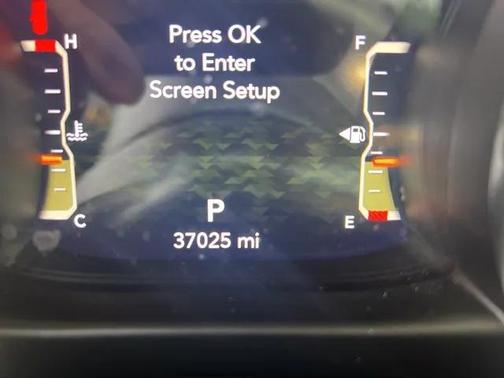 Press OK
to Enter
Screen Setup
H
F
C
P
E
37025 mi